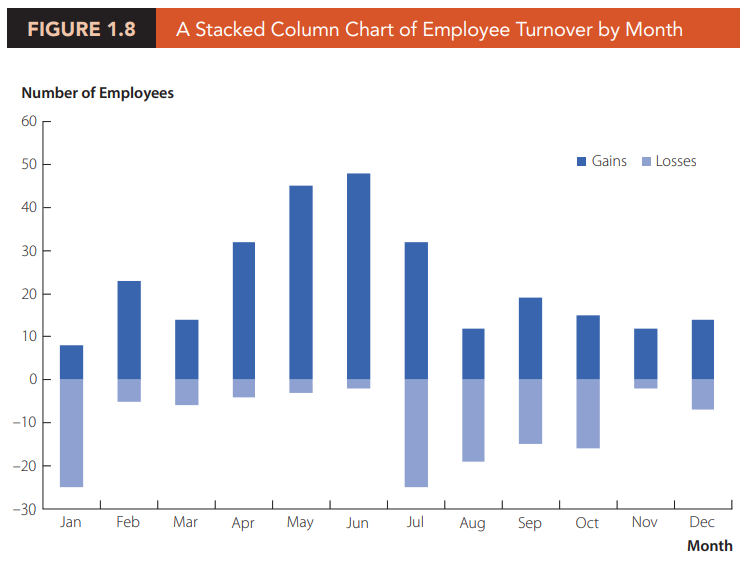 FIGURE 1.8 A Stacked Column Chart of Employee Turnover by Month
Number of Employees
60
50
Gains Losses
40
30
20
10
0
–10
–20
–30
Jan Feb Mar Apr May Jun Jul Aug Sep Oct Nov Dec
Month